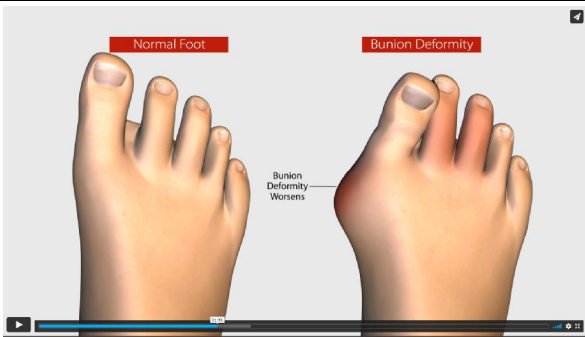 Normal Foot
Bunion Deformity
Bunion
Deformity
Worsens